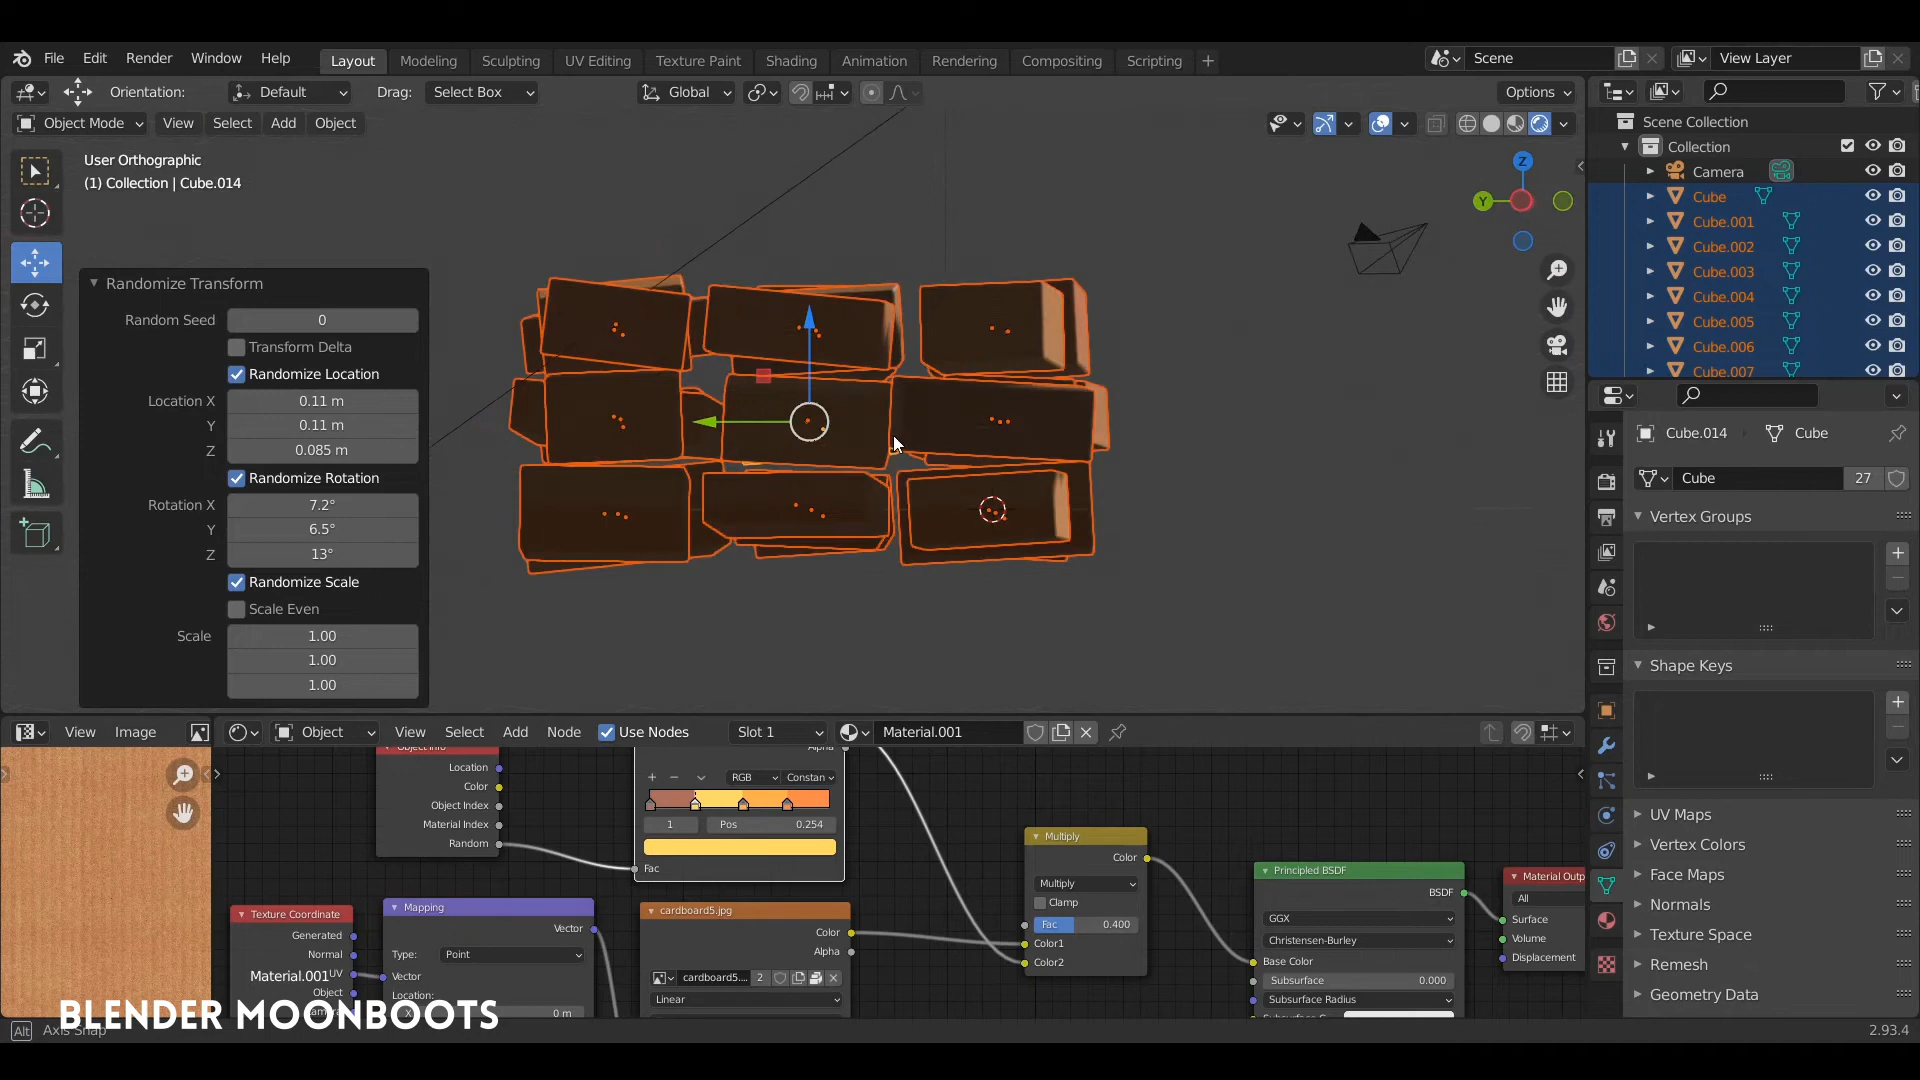 File Edit Render Window Help Layout Modeling Sculpting UV Editing Texture Paint Shading Animation Rendering Compositing Scripting + Scene View Layer
Orientation: Default Drag: Select Box Global Options
Object Mode View Select Add Object
User Orthographic
(1) Collection | Cube.014
Z
Y
Randomize Transform
Random Seed 0
Transform Delta
Randomize Location
Location X 0.11 m
Y 0.11 m
Z 0.085 m
Randomize Rotation
Rotation X 7.2°
Y 6.5°
Z 13°
Randomize Scale
Scale Even
Scale 1.00
1.00
1.00
Scene Collection
Collection
Camera
Cube
Cube.001
Cube.002
Cube.003
Cube.004
Cube.005
Cube.006
Cube.007
Cube.014 Cube
Cube 27
Vertex Groups
Shape Keys
UV Maps
Vertex Colors
Face Maps
Normals
Texture Space
Remesh
Geometry Data
View Image
Object View Select Add Node Use Nodes Slot 1 Material.001
Object Info
Location
Color
Object Index
Material Index
Random
Alpha
RGB Constan
1 Pos 0.254
Fac
Texture Coordinate
Generated
Normal
UV
Object
Material.001
Mapping
Vector
Type: Point
Vector
Location:
X 0 m
cardboard5.jpg
Color
Alpha
cardboard5.... 2
Linear
Multiply
Color
Multiply
Clamp
Fac 0.400
Color1
Color2
Principled BSDF
BSDF
GGX
Christensen-Burley
Base Color
Subsurface 0.000
Subsurface Radius
Material Outp
All
Surface
Volume
Displacement
BLENDER MOONBOOTS
Alt Axis Snap
2.93.4